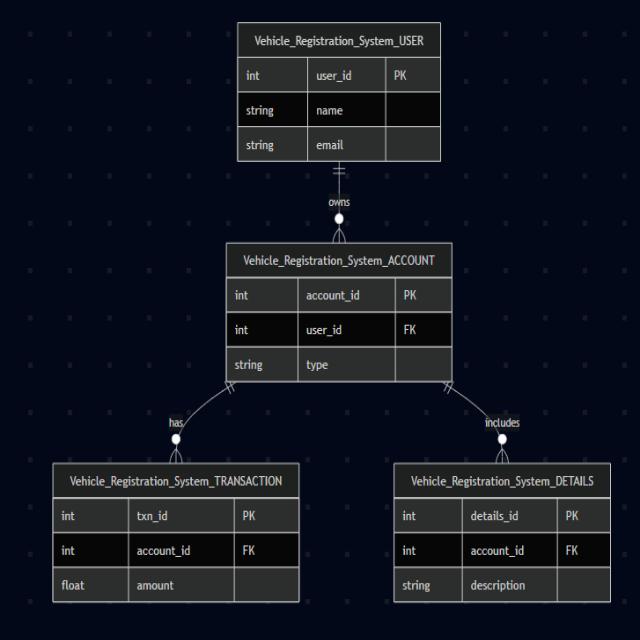 Vehicle_Registration_System_USER
int user_id PK
string name
string email
owns
Vehicle_Registration_System_ACCOUNT
int account_id PK
int user_id FK
string type
has
includes
Vehicle_Registration_System_TRANSACTION
int txn_id PK
int account_id FK
float amount
Vehicle_Registration_System_DETAILS
int details_id PK
int account_id FK
string description